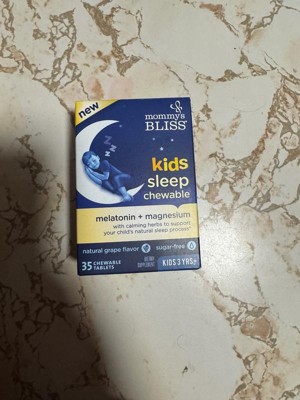 new
mommy's
BLISS®
zzz
kids
sleep
chewable
melatonin + magnesium
with calming herbs to support
your child's natural sleep process*
natural grape flavor
sugar-free
35 CHEWABLE
TABLETS
DIETARY
SUPPLEMENT
KIDS 3 YRS+